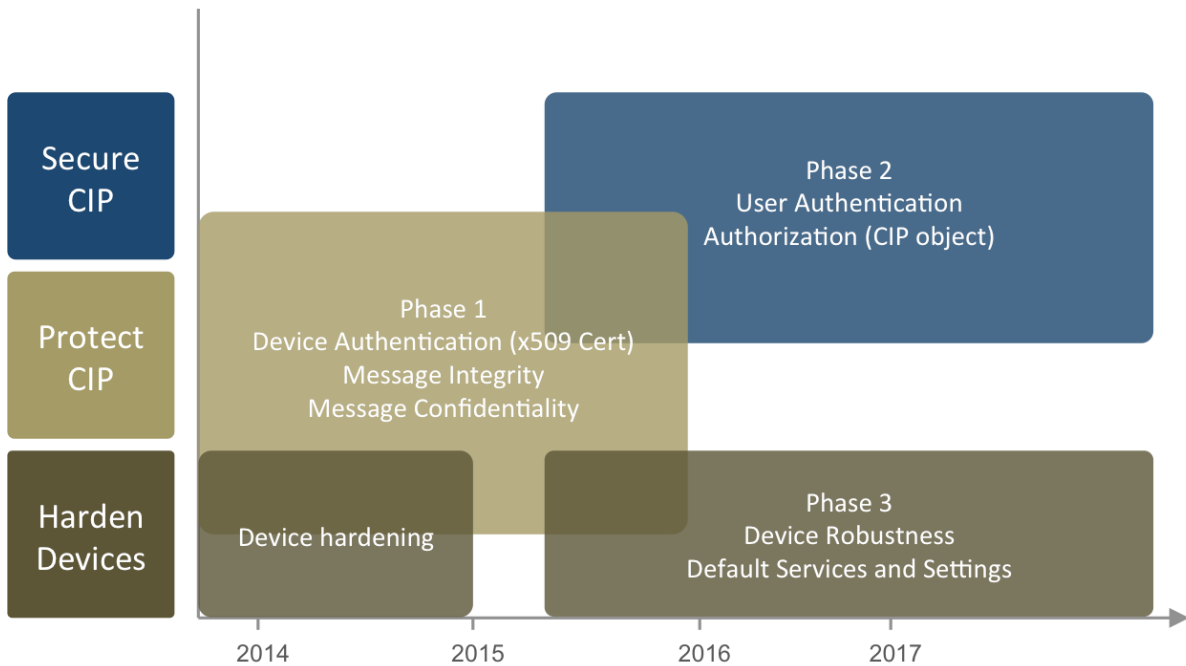 Secure
CIP
Phase 2
User Authentication
Authorization (CIP object)
Protect
CIP
Phase 1
Device Authentication (x509 Cert)
Message Integrity
Message Confidentiality
Harden
Devices
Device hardening
Phase 3
Device Robustness
Default Services and Settings
2014
2015
2016
2017